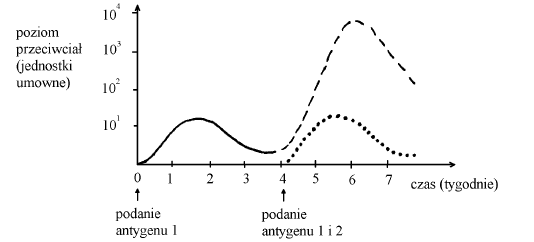 poziom
przeciwciał
(jednostki
umowne)
10⁴
10³
10²
10¹
0 1 2 3 4 5 6 7
czas (tygodnie)
podanie
antygenu 1
podanie
antygenu 1 i 2